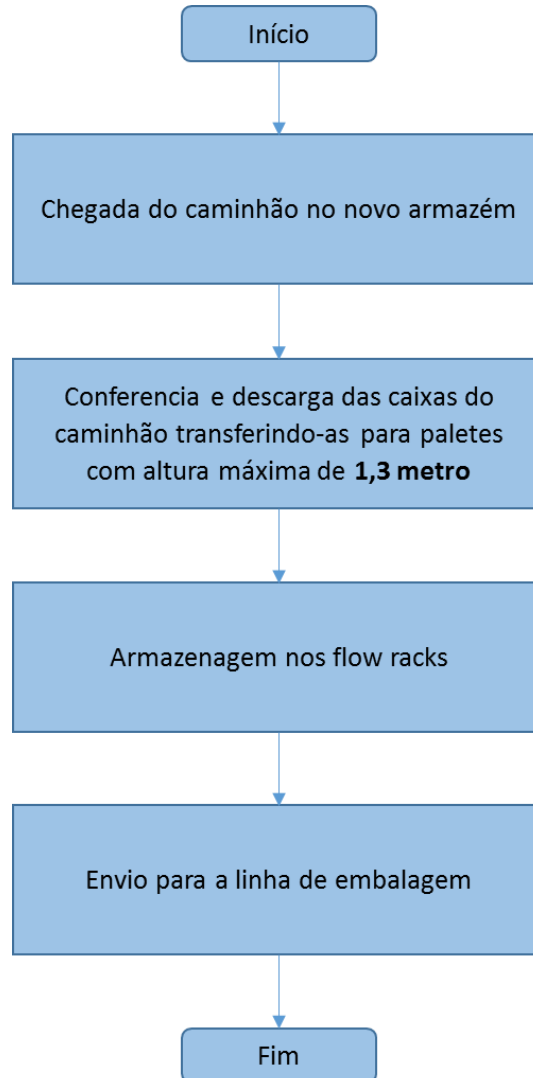 Início
Chegada do caminhão no novo armazém
Conferencia e descarga das caixas do
caminhão transferindo-as para paletes
com altura máxima de 1,3 metro
Armazenagem nos flow racks
Envio para a linha de embalagem
Fim